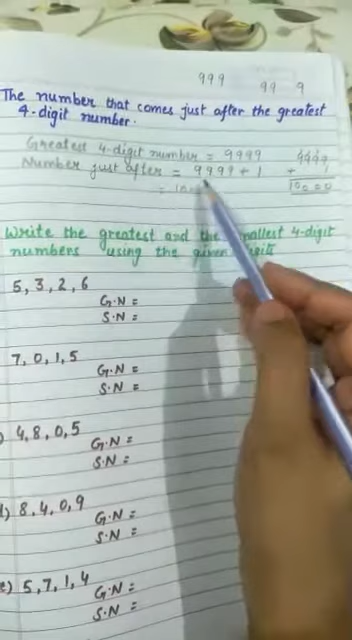 999 99 9
The number that comes just after the greatest
4-digit number.
Greatest 4-digit number = 9999
Number just after = 9999 + 1
=
9999
+ 1
10000
Write the greatest and the smallest 4-digit
numbers using the given digits
5, 3, 2, 6
G.N =
S.N =
7, 0, 1, 5
G.N =
S.N =
) 4, 8, 0, 5
G.N =
S.N =
d) 8, 4, 0, 9
G.N =
S.N =
e) 5, 7, 1, 4
G.N =
S.N =